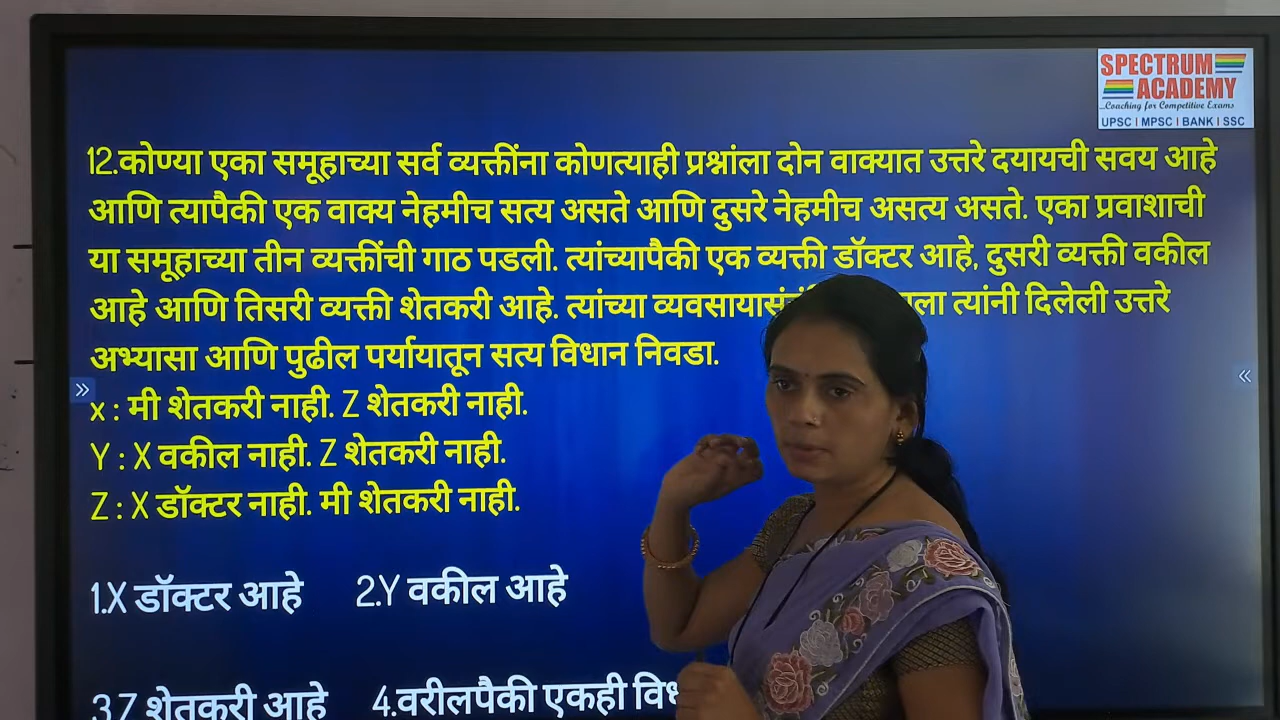 SPECTRUM
ACADEMY
...Coaching for Competitive Exams
UPSC | MPSC | BANK | SSC
12.कोण्या एका समूहाच्या सर्व व्यक्तींना कोणत्याही प्रश्नांला दोन वाक्यात उत्तरे दयायची सवय आहे
आणि त्यापैकी एक वाक्य नेहमीच सत्य असते आणि दुसरे नेहमीच असत्य असते. एका प्रवाशाची
या समूहाच्या तीन व्यक्तींची गाठ पडली. त्यांच्यापैकी एक व्यक्ती डॉक्टर आहे, दुसरी व्यक्ती वकील
आहे आणि तिसरी व्यक्ती शेतकरी आहे. त्यांच्या त्यांनी दिलेली उत्तरे
अभ्यासा आणि पुढील पर्यायातून सत्य विधान निवडा.
x : मी शेतकरी नाही. Z शेतकरी नाही.
Y : X वकील नाही. Z शेतकरी नाही.
Z : X डॉक्टर नाही. मी शेतकरी नाही.
1.X डॉक्टर आहे 2.Y वकील आहे
3.Z शेतकरी आहे 4.वरीलपैकी एकही